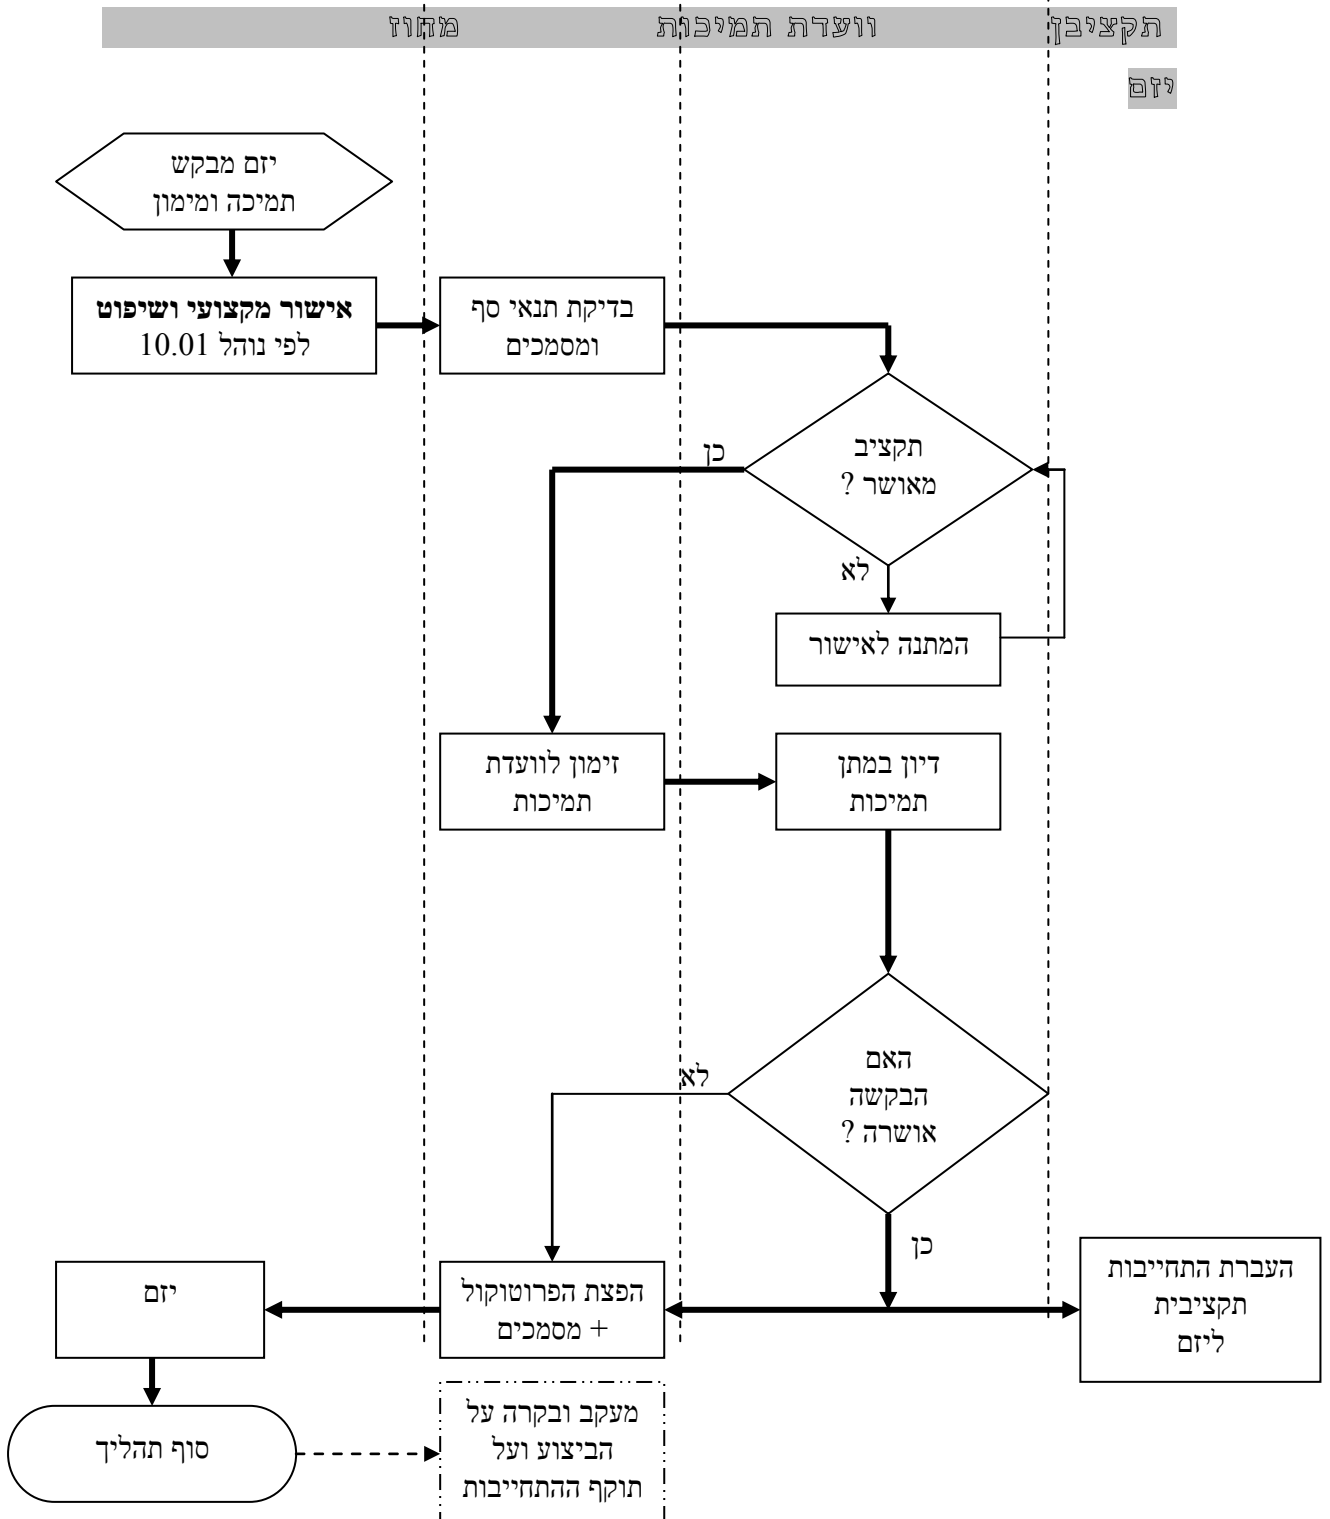 תקציבן וועדת תמיכות מחוז
יזם
יזם מבקש
תמיכה ומימון
אישור מקצועי ושיפוט
לפי נוהל 10.01
בדיקת תנאי סף
ומסמכים
תקציב
מאושר ?
כן
לא
המתנה לאישור
זימון לוועדת
תמיכות
דיון במתן
תמיכות
האם
הבקשה
אושרה ?
לא
כן
העברת התחייבות
תקציבית
ליזם
הפצת הפרוטוקול
+ מסמכים
יזם
סוף תהליך
מעקב ובקרה על
הביצוע ועל
תוקף ההתחייבות